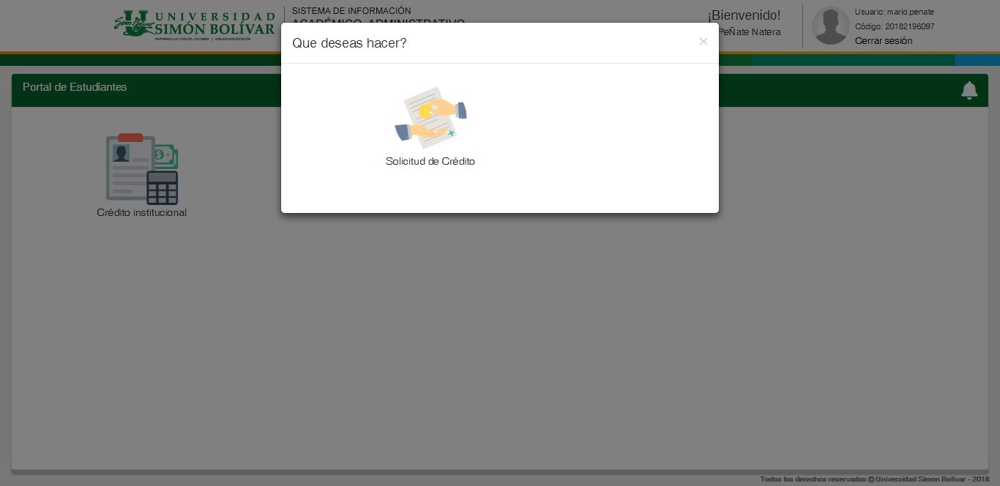 UNIVERSIDAD
SIMÓN BOLÍVAR
BARRANQUILLA Y CÚCUTA - COLOMBIA | VIGILADA MINEDUCACIÓN
SISTEMA DE INFORMACIÓN
ACADÉMICO ADMINISTRATIVO
¡Bienvenido!
PeÑate Natera
Usuario: mario.penate
Código: 20182196097
Cerrar sesión
Que deseas hacer?
×
Portal de Estudiantes
Solicitud de Crédito
Crédito institucional
Todos los derechos reservados © Universidad Simon Bolívar - 2018